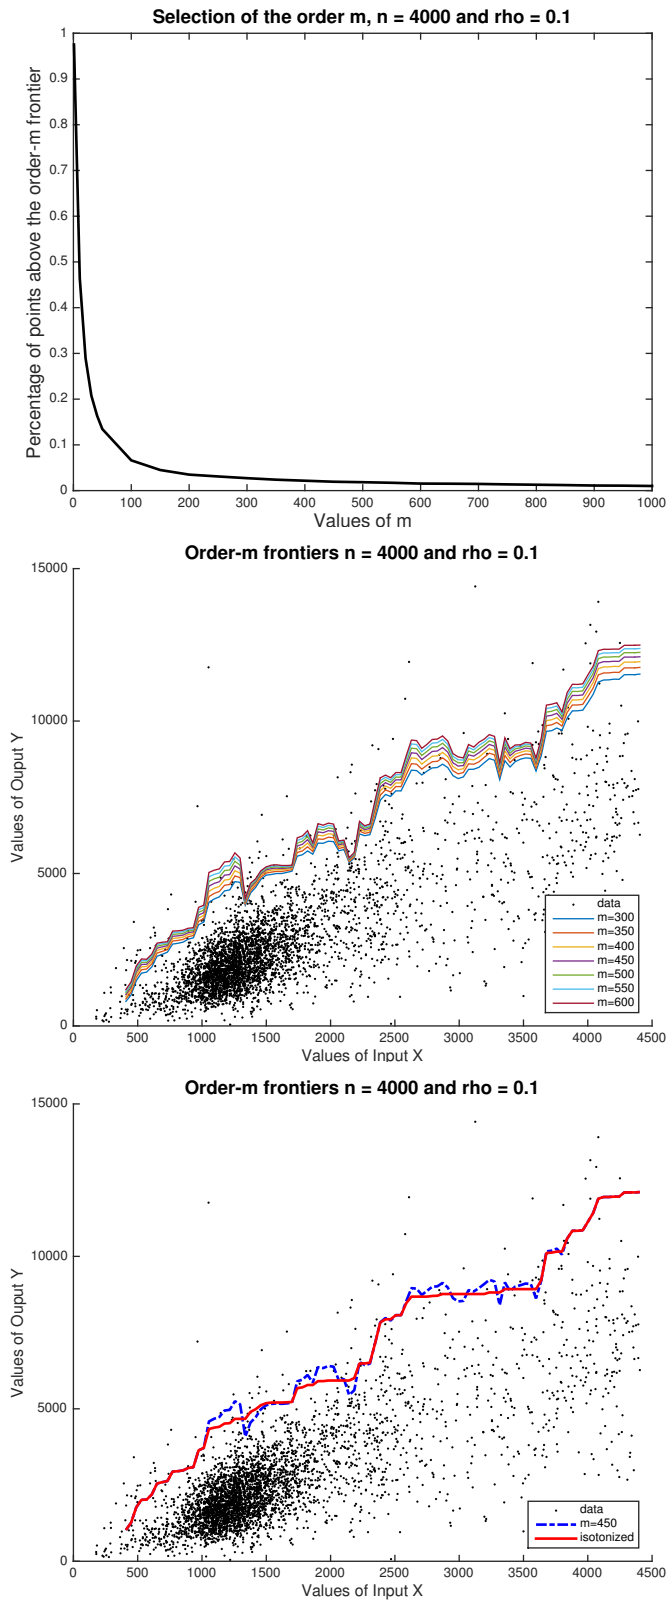 Selection of the order m, n = 4000 and rho = 0.1
Percentage of points above the order-m frontier
1
0.9
0.8
0.7
0.6
0.5
0.4
0.3
0.2
0.1
0
0 100 200 300 400 500 600 700 800 900 1000
Values of m
Order-m frontiers n = 4000 and rho = 0.1
Values of Ouput Y
15000
10000
5000
0
data
m=300
m=350
m=400
m=450
m=500
m=550
m=600
0 500 1000 1500 2000 2500 3000 3500 4000 4500
Values of Input X
Order-m frontiers n = 4000 and rho = 0.1
Values of Ouput Y
15000
10000
5000
0
data
m=450
isotonized
0 500 1000 1500 2000 2500 3000 3500 4000 4500
Values of Input X